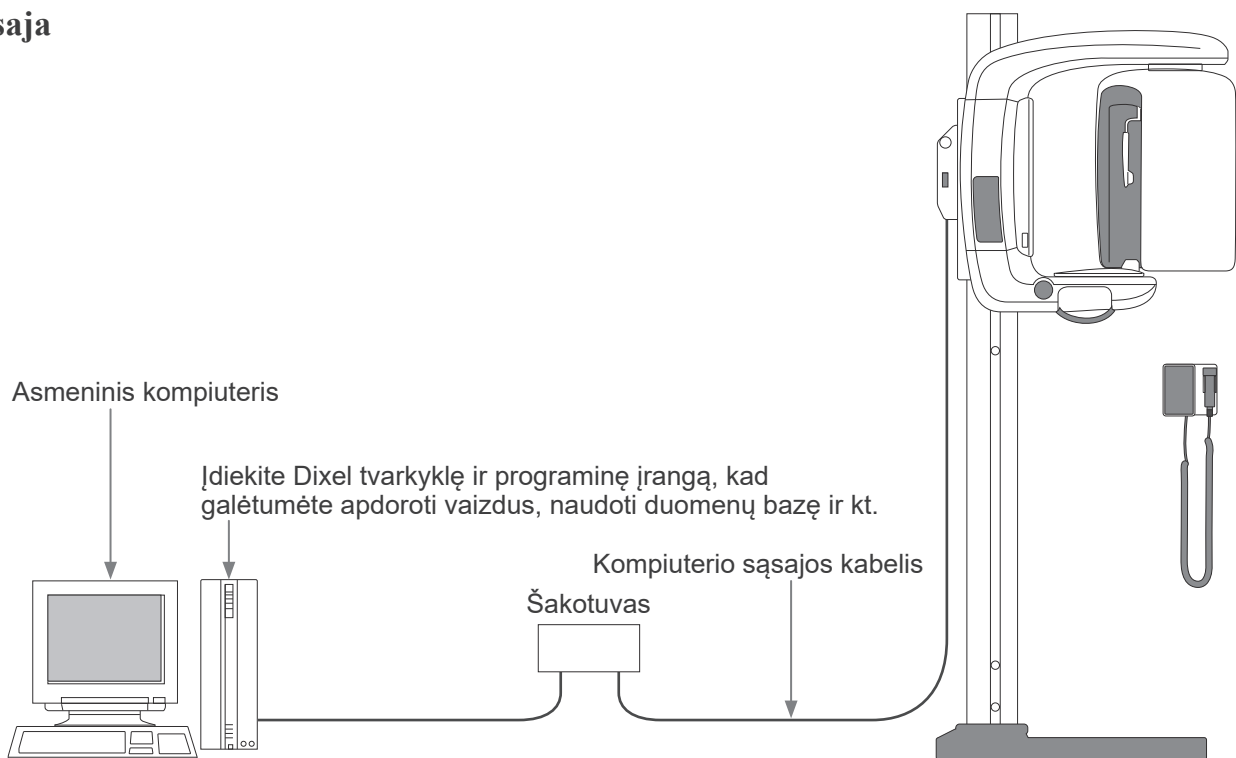 saja
Asmeninis kompiuteris
Įdiekite Dixel tvarkyklę ir programinę įrangą, kad
galėtumėte apdoroti vaizdus, naudoti duomenų bazę ir kt.
Kompiuterio sąsajos kabelis
Šakotuvas